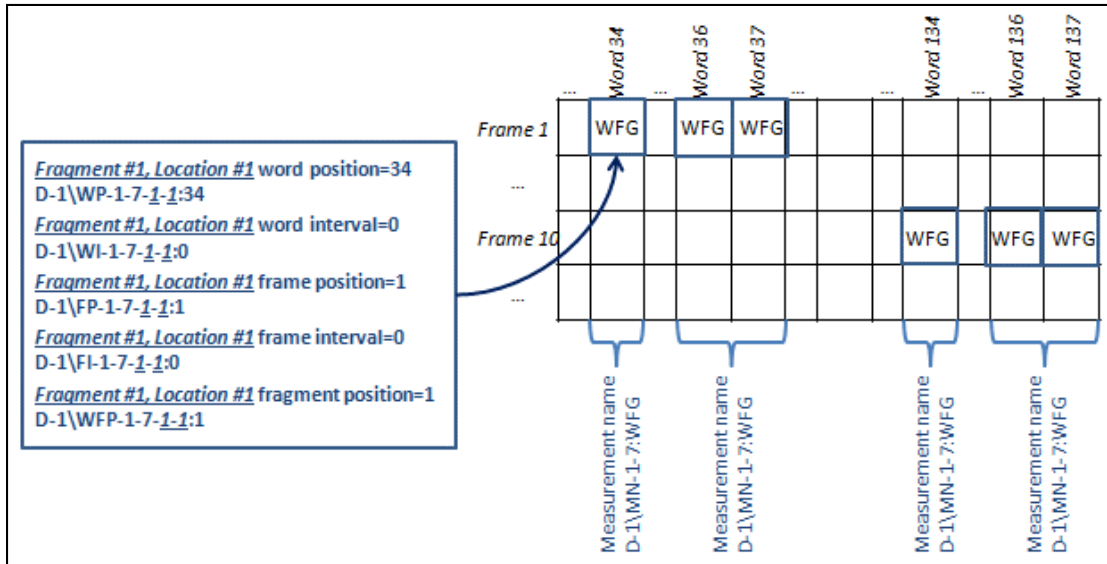 ... Word 34 ... Word 36 Word 37 ... ... Word 134 ... Word 136 Word 137
Frame 1 WFG WFG WFG
...
Frame 10 WFG WFG WFG
...
Fragment #1, Location #1 word position=34
D-1\WP-1-7-1-1:34
Fragment #1, Location #1 word interval=0
D-1\WI-1-7-1-1:0
Fragment #1, Location #1 frame position=1
D-1\FP-1-7-1-1:1
Fragment #1, Location #1 frame interval=0
D-1\FI-1-7-1-1:0
Fragment #1, Location #1 fragment position=1
D-1\WFP-1-7-1-1:1
Measurement name
D-1\MN-1-7:WFG
Measurement name
D-1\MN-1-7:WFG
Measurement name
D-1\MN-1-7:WFG
Measurement name
D-1\MN-1-7:WFG